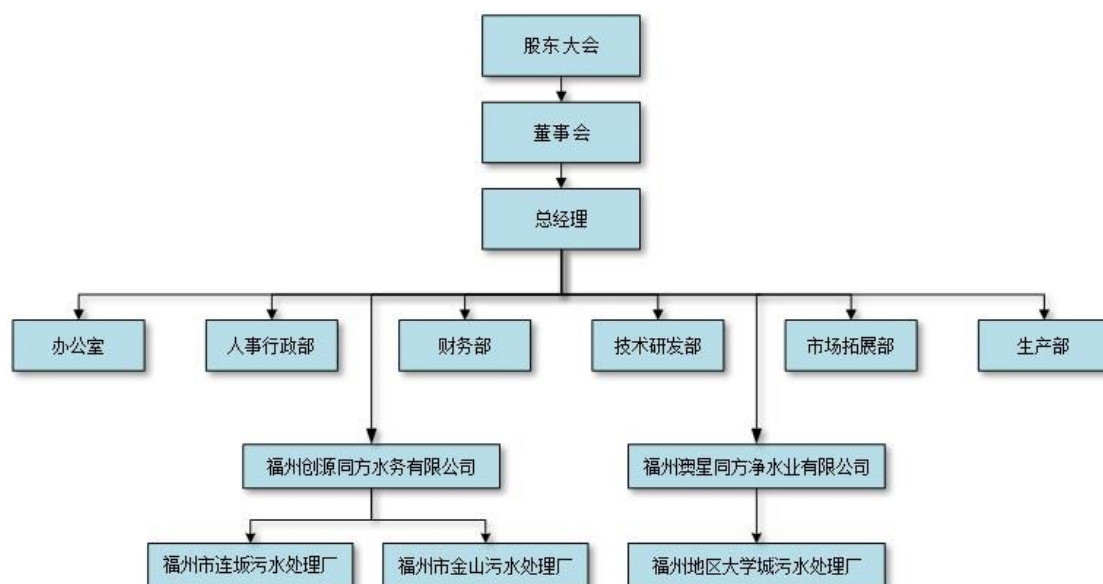 股东大会
董事会
总经理
办公室
人事行政部
财务部
技术研发部
市场拓展部
生产部
福州创源同方水务有限公司
福州澳星同方净水业有限公司
福州市连坂污水处理厂
福州市金山污水处理厂
福州地区大学城污水处理厂